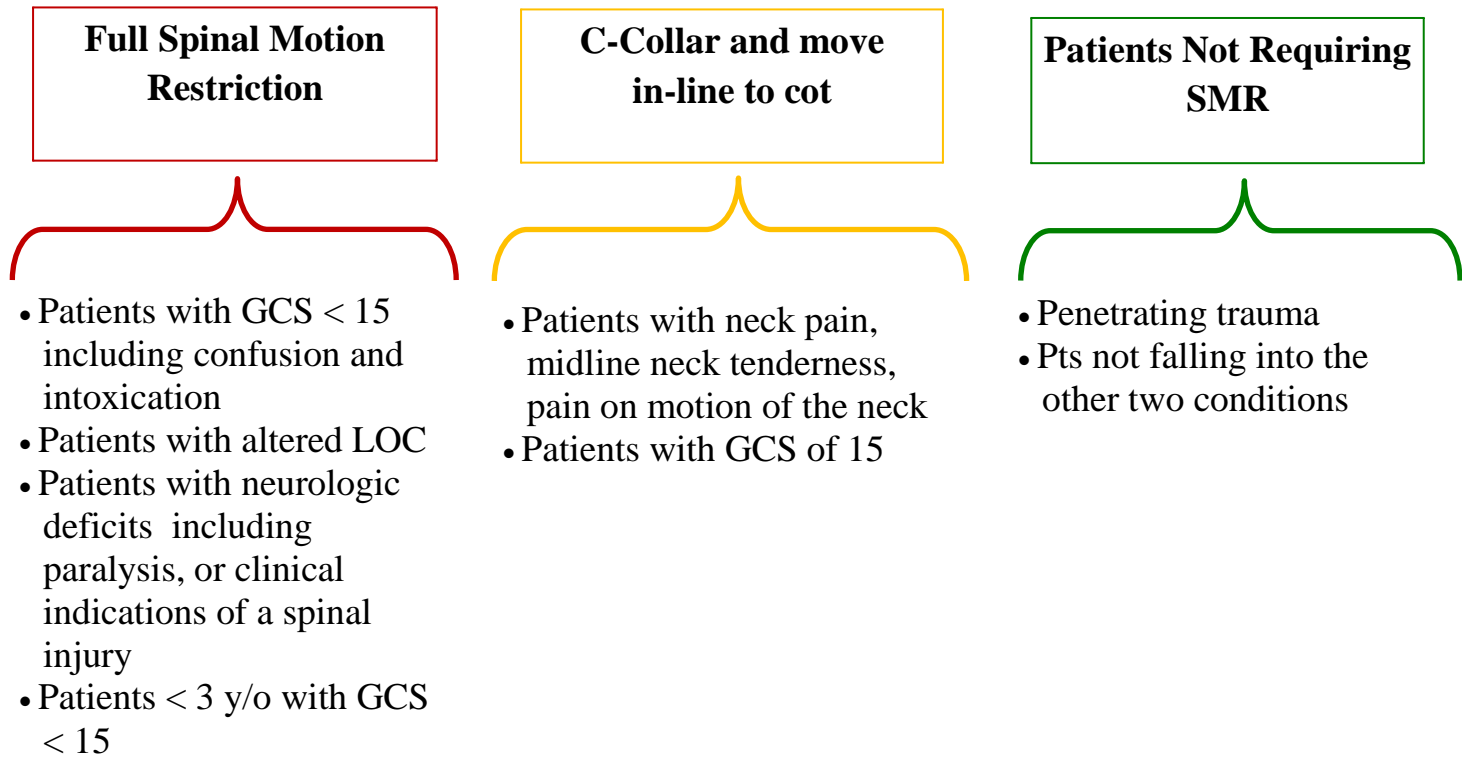 Full Spinal Motion
Restriction
• Patients with GCS < 15
including confusion and
intoxication
• Patients with altered LOC
• Patients with neurologic
deficits including
paralysis, or clinical
indications of a spinal
injury
• Patients < 3 y/o with GCS
< 15
C-Collar and move
in-line to cot
• Patients with neck pain,
midline neck tenderness,
pain on motion of the neck
• Patients with GCS of 15
Patients Not Requiring
SMR
• Penetrating trauma
• Pts not falling into the
other two conditions